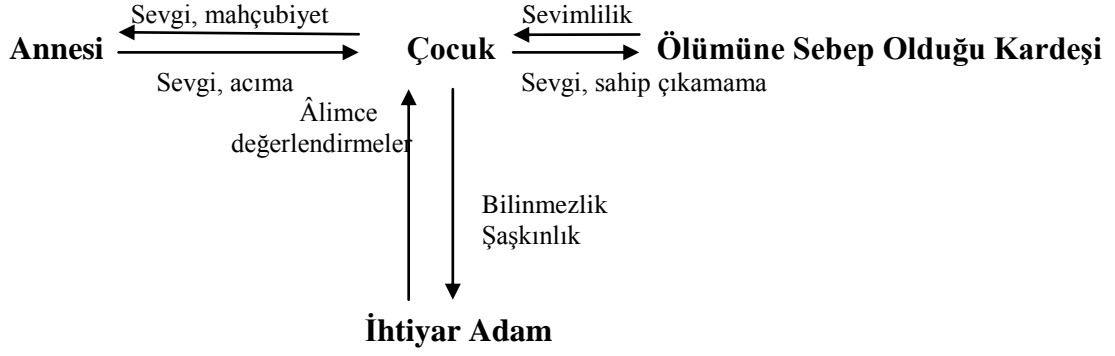 Sevgi, mahçubiyet
Sevimlilik
Annesi
Çocuk
Ölümüne Sebep Olduğu Kardeşi
Sevgi, acıma
Sevgi, sahip çıkamama
Âlimce
değerlendirmeler
Bilinmezlik
Şaşkınlık
İhtiyar Adam